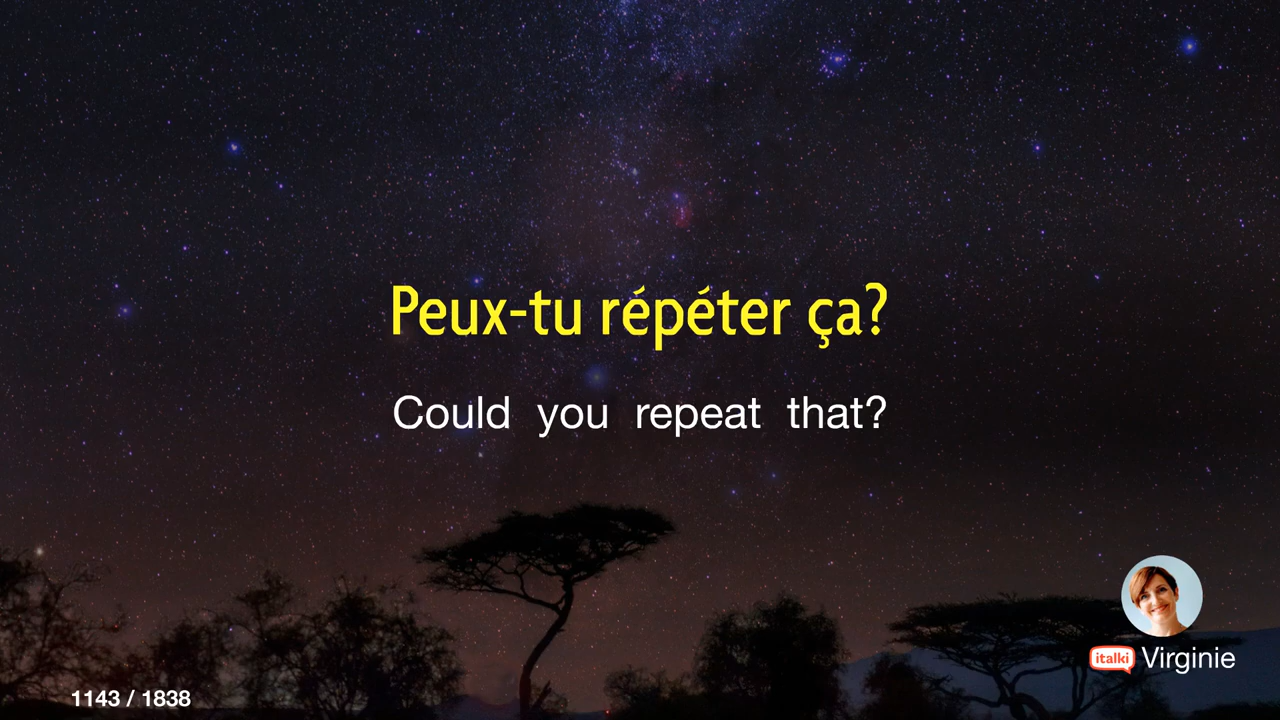 Peux-tu répéter ça?
Could you repeat that?
italki Virginie
1143 / 1838